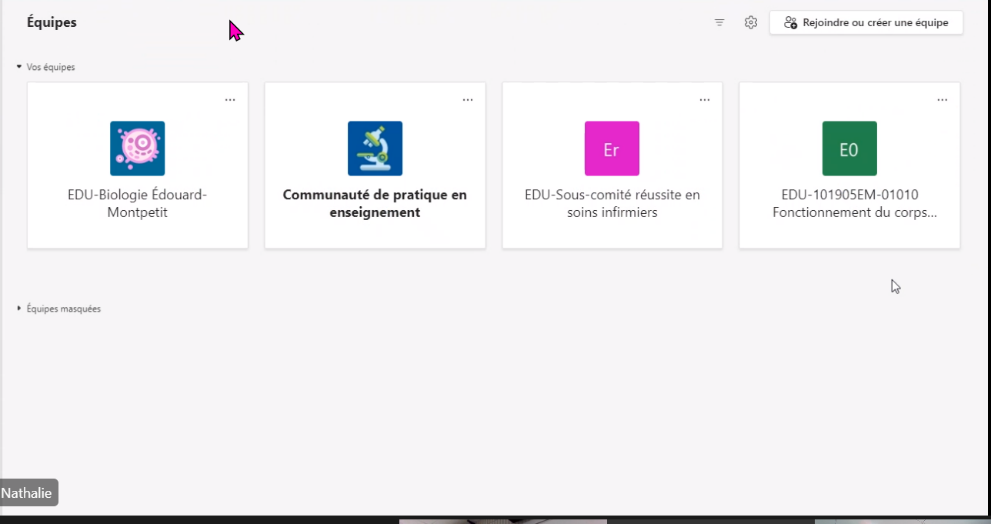 Équipes
Rejoindre ou créer une équipe
Vos équipes
EDU-Biologie Édouard-
Montpetit
Communauté de pratique en
enseignement
Er
EDU-Sous-comité réussite en
soins infirmiers
E0
EDU-101905EM-01010
Fonctionnement du corps...
Équipes masquées
Nathalie